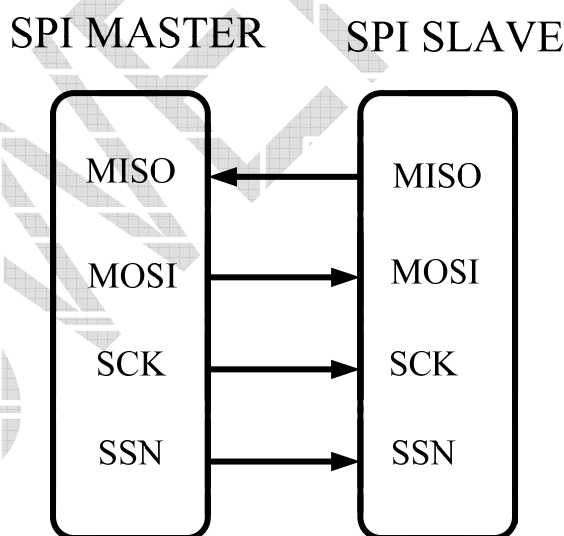 SPI MASTER SPI SLAVE
MISO MISO
MOSI MOSI
SCK SCK
SSN SSN